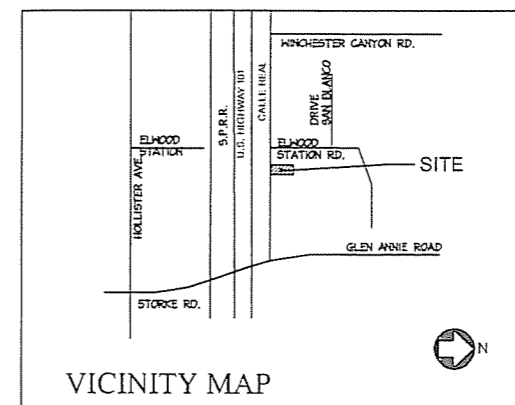 WINCHESTER CANYON RD.
S.P.R.R.
U.S. HIGHWAY 101
CALLE REAL
DRIVE
SAN BLANCO
ELWOOD
STATION
ELWOOD
STATION RD.
SITE
HOLLISTER AVE.
GLEN ANNIE ROAD
STORKE RD.
N
VICINITY MAP